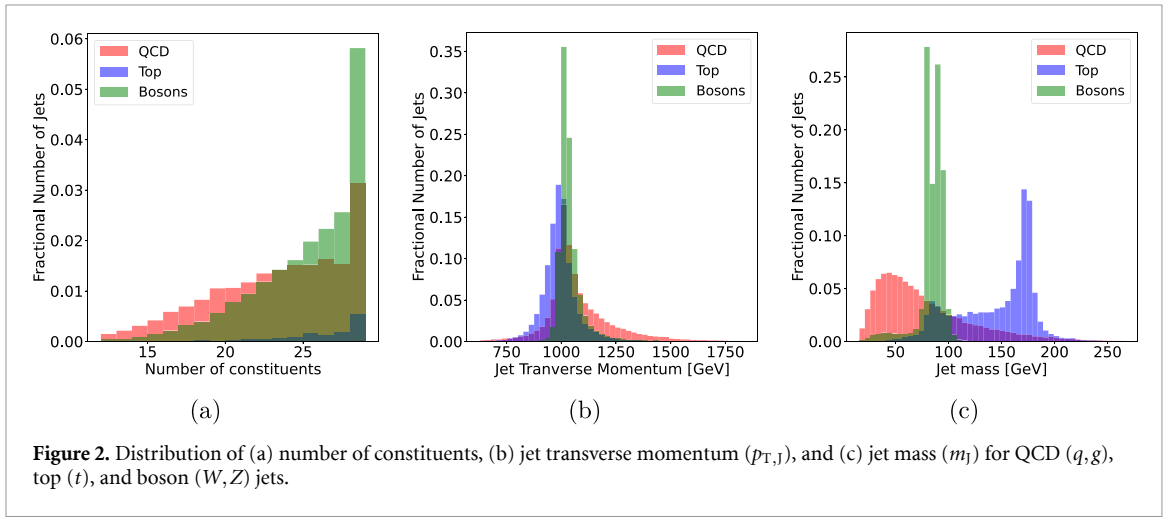 0.06
0.05
0.04
0.03
0.02
0.01
0.00
Fractional Number of Jets
QCD
Top
Bosons
15
20
25
Number of constituents
(a)
0.35
0.30
0.25
0.20
0.15
0.10
0.05
0.00
Fractional Number of Jets
QCD
Top
Bosons
750
1000
1250
1500
1750
Jet Tranverse Momentum [GeV]
(b)
0.25
0.20
0.15
0.10
0.05
0.00
Fractional Number of Jets
QCD
Top
Bosons
50
100
150
200
250
Jet mass [GeV]
(c)
Figure 2. Distribution of (a) number of constituents, (b) jet transverse momentum (p_T,J), and (c) jet mass (m_J) for QCD (q,g),
top (t), and boson (W,Z) jets.